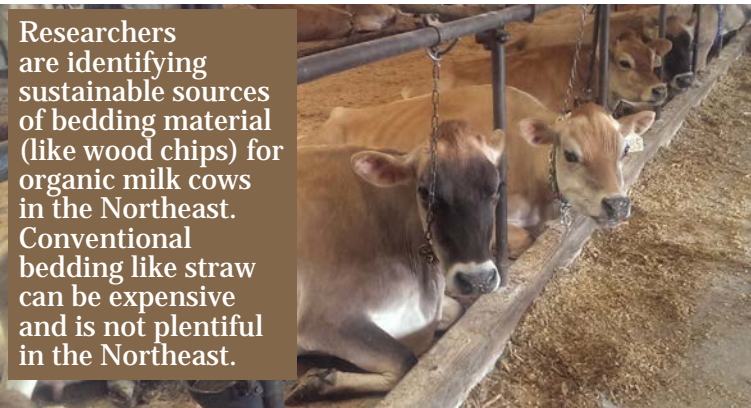 Researchers
are identifying
sustainable sources
of bedding material
(like wood chips) for
organic milk cows
in the Northeast.
Conventional
bedding like straw
can be expensive
and is not plentiful
in the Northeast.